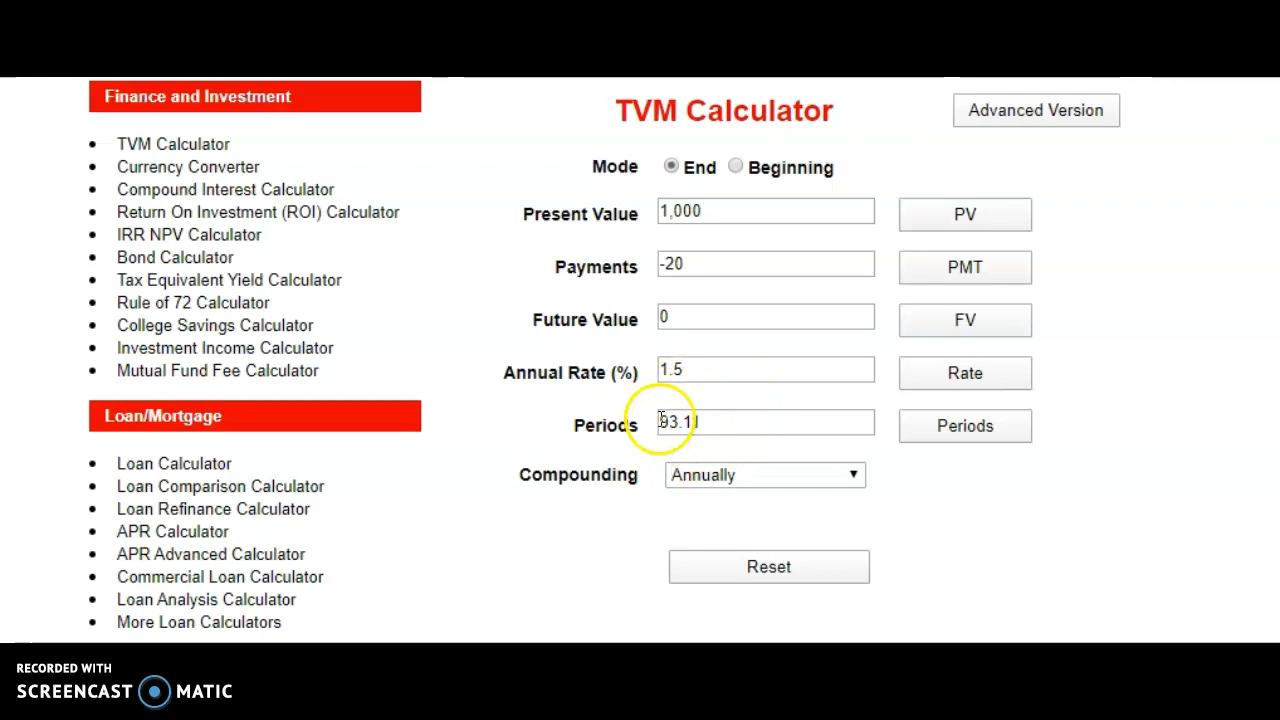 Finance and Investment
TVM Calculator
Currency Converter
Compound Interest Calculator
Return On Investment (ROI) Calculator
IRR NPV Calculator
Bond Calculator
Tax Equivalent Yield Calculator
Rule of 72 Calculator
College Savings Calculator
Investment Income Calculator
Mutual Fund Fee Calculator
Loan/Mortgage
Loan Calculator
Loan Comparison Calculator
Loan Refinance Calculator
APR Calculator
APR Advanced Calculator
Commercial Loan Calculator
Loan Analysis Calculator
More Loan Calculators
TVM Calculator
Advanced Version
Mode End Beginning
Present Value 1,000 PV
Payments -20 PMT
Future Value 0 FV
Annual Rate (%) 1.5 Rate
Periods 93.11 Periods
Compounding Annually
Reset
RECORDED WITH
SCREENCAST MATIC